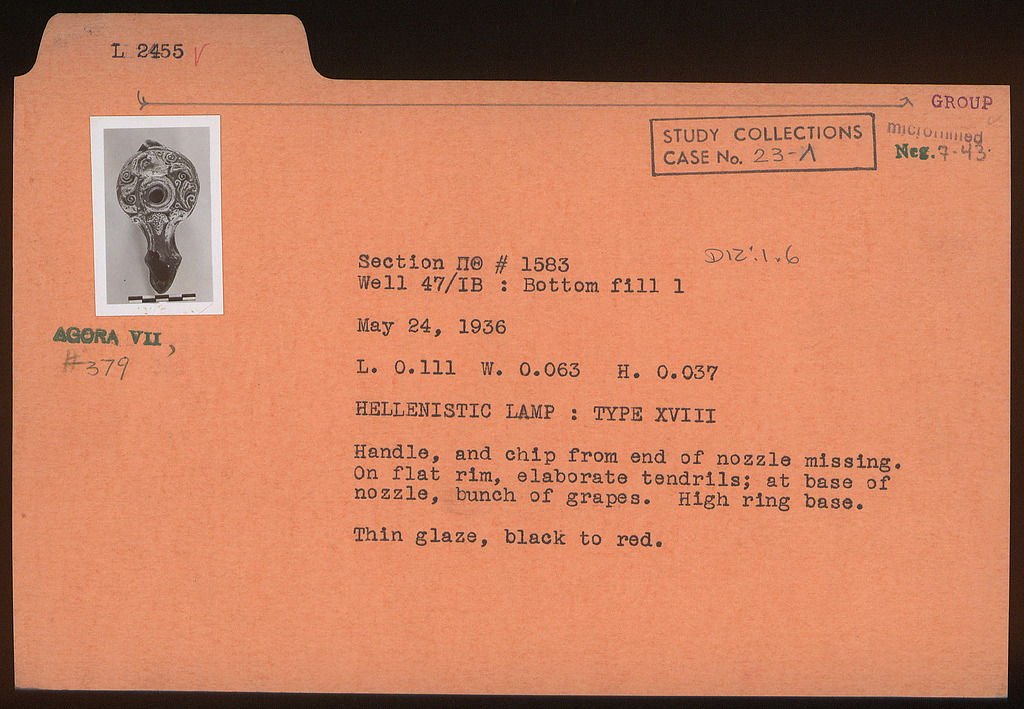 L 2455 √
GROUP
STUDY COLLECTIONS
CASE No. 23-Λ
microfilmed
Neg. 7-43
Section ΠΘ # 1583
D12:1.6
Well 47/IB : Bottom fill 1
AGORA VII,
#379
May 24, 1936
L. 0.111 W. 0.063 H. 0.037
HELLENISTIC LAMP : TYPE XVIII
Handle, and chip from end of nozzle missing.
On flat rim, elaborate tendrils; at base of
nozzle, bunch of grapes. High ring base.
Thin glaze, black to red.